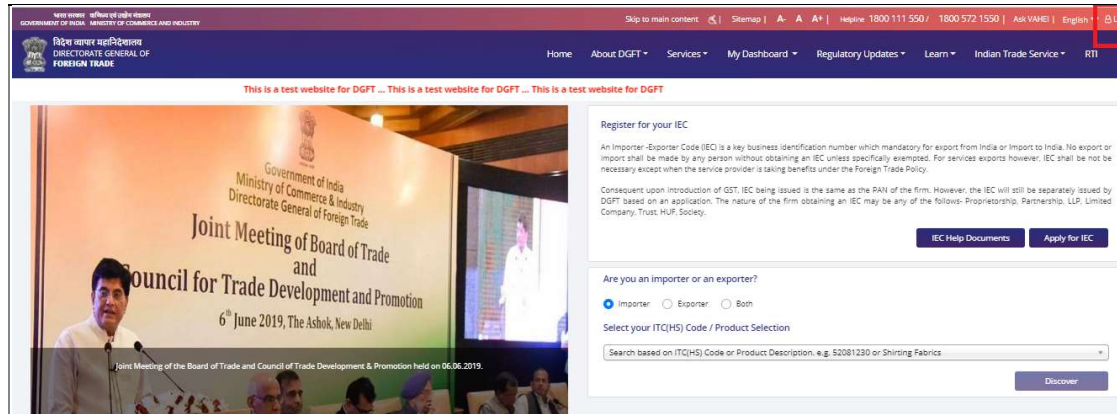 भारत सरकार वाणिज्य एवं उद्योग मंत्रालय
GOVERNMENT OF INDIA MINISTRY OF COMMERCE AND INDUSTRY
Skip to main content | Sitemap | A- A A+ | Helpline 1800 111 550 / 1800 572 1550 | Ask VAHEI | English
विदेश व्यापार महानिदेशालय
DIRECTORATE GENERAL OF
FOREIGN TRADE
Home About DGFT Services My Dashboard Regulatory Updates Learn Indian Trade Service RTI
This is a test website for DGFT ... This is a test website for DGFT ... This is a test website for DGFT
Government of India
Ministry of Commerce & Industry
Directorate General of Foreign Trade
Joint Meeting of Board of Trade
and
Council for Trade Development and Promotion
6th June 2019, The Ashok, New Delhi
Joint Meeting of the Board of Trade and Council of Trade Development & Promotion held on 06.06.2019.
Register for your IEC
An Importer -Exporter Code (IEC) is a key business identification number which mandatory for export from India or Import to India. No export or
import shall be made by any person without obtaining an IEC unless specifically exempted. For services exports however, IEC shall be not be
necessary except when the service provider is taking benefits under the Foreign Trade
Policy.
Consequent upon introduction of GST, IEC being issued is the same as the PAN of the firm. However, the IEC will still be separately issued by
DGFT based on an application. The nature of the firm obtaining an IEC may be any of the follows- Proprietorship, Partnership, LLP, Limited
Company, Trust, HUF, Society.
IEC Help Documents Apply for IEC
Are you an importer or an exporter?
Importer Exporter Both
Select your ITC(HS) Code / Product Selection
Search based on ITC(HS) Code or Product Description. e.g. 52081230 or Shirting Fabrics
Discover